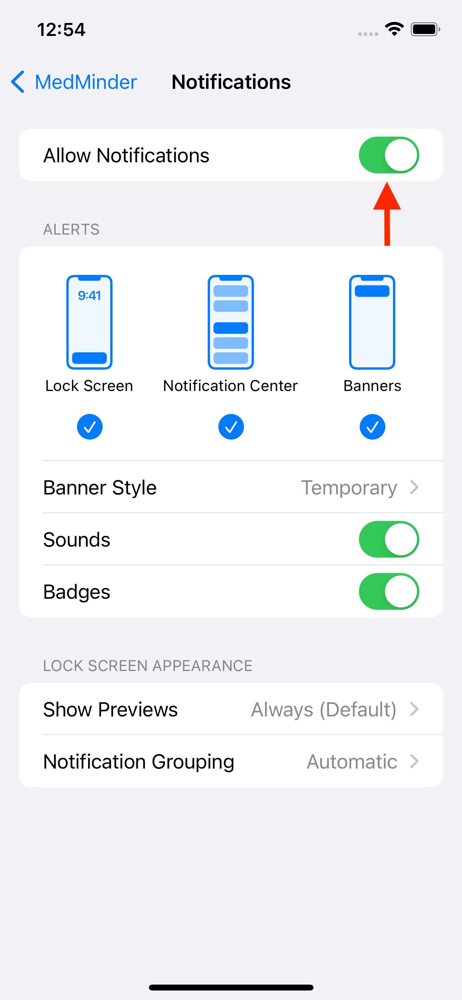 12:54
MedMinder Notifications
Allow Notifications
ALERTS
9:41
Lock Screen Notification Center Banners
Banner Style Temporary
Sounds
Badges
LOCK SCREEN APPEARANCE
Show Previews Always (Default)
Notification Grouping Automatic